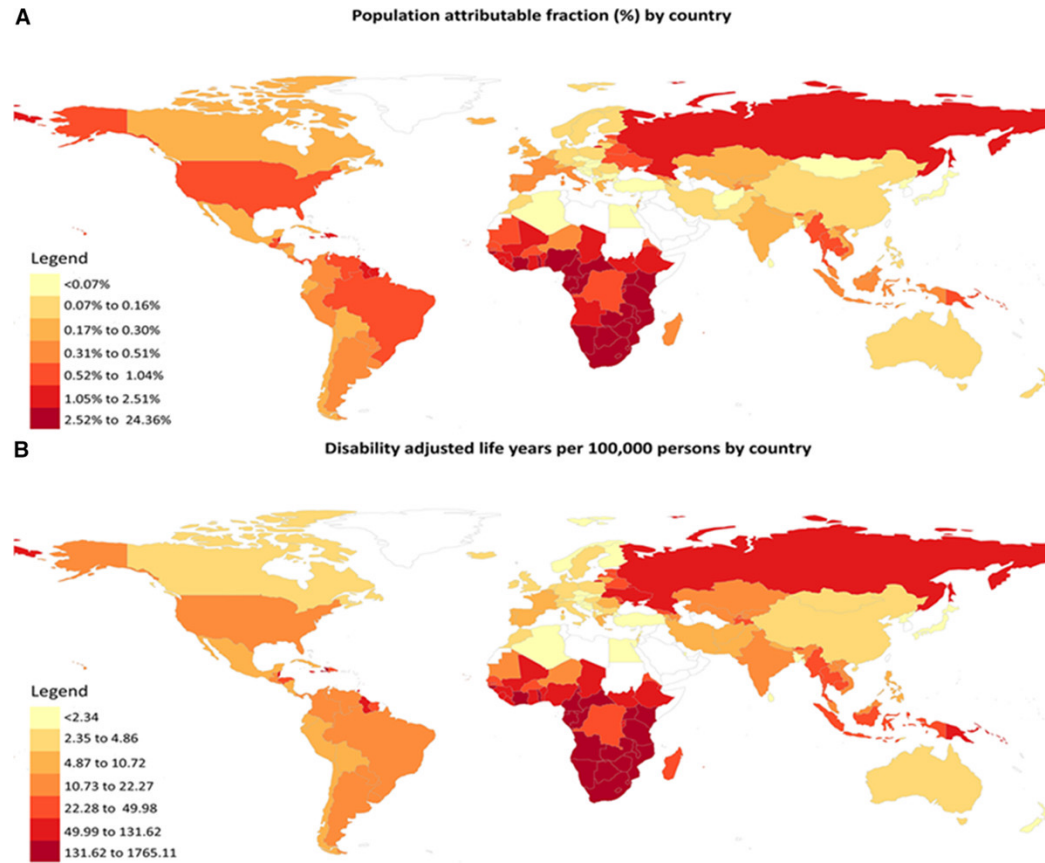 A
Population attributable fraction (%) by country
Legend
<0.07%
0.07% to 0.16%
0.17% to 0.30%
0.31% to 0.51%
0.52% to 1.04%
1.05% to 2.51%
2.52% to 24.36%
B
Disability adjusted life years per 100,000 persons by country
Legend
<2.34
2.35 to 4.86
4.87 to 10.72
10.73 to 22.27
22.28 to 49.98
49.99 to 131.62
131.62 to 1765.11